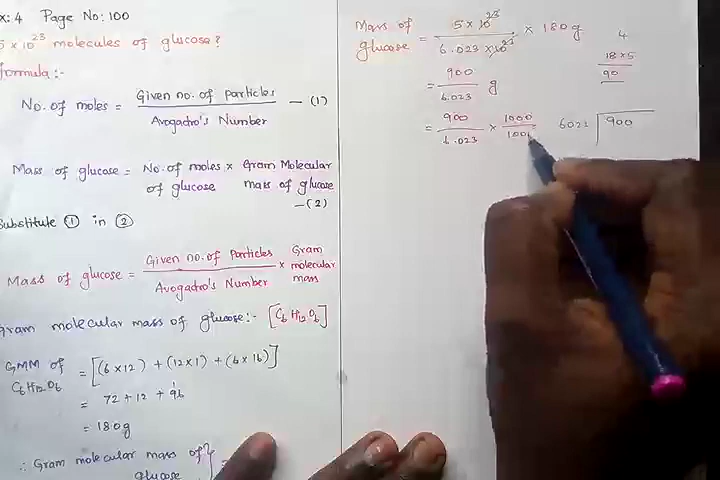 x: 4 Page No: 100
5 x 10^23 molecules of glucose?
formula :-
No. of moles = Given no. of particles / Avogadro's Number — (1)
Mass of glucose = No. of moles × Gram Molecular
of glucose mass of glucose
— (2)
Substitute ① in ②
Mass of glucose = Given no. of particles / Avogadro's Number × Gram molecular mass
Gram molecular mass of glucose :- [C6H12O6]
GMM of C6H12O6 = [(6 x 12) + (12 x 1) + (6 x 16)]
= 72 + 12 + 96
= 180g
∴ Gram molecular mass of
glucose
Mass of glucose = 5 x 10^23 / 6.023 x 10^23 × 180 g
= 900 / 6.023 g
= 900 / 6.023 × 1000 / 1000
4
18 x 5
90
6023 | 900